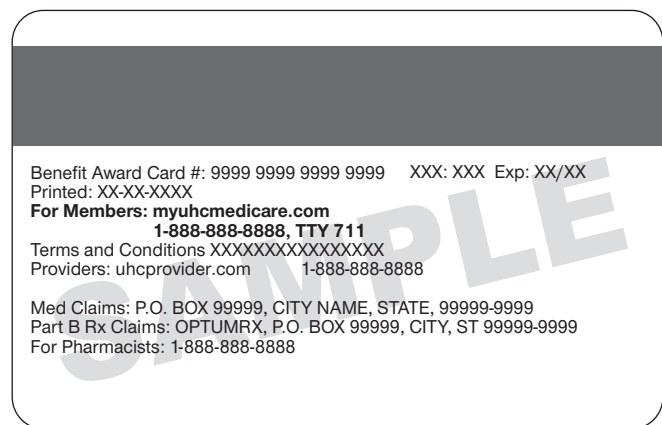 Benefit Award Card #: 9999 9999 9999 9999 XXX: XXX Exp: XX/XX
Printed: XX-XX-XXXX
For Members: myuhcmedicare.com
1-888-888-8888, TTY 711
Terms and Conditions XXXXXXXXXXXXXXXX
Providers: uhcprovider.com 1-888-888-8888
Med Claims: P.O. BOX 99999, CITY NAME, STATE, 99999-9999
Part B Rx Claims: OPTUMRX, P.O. BOX 99999, CITY, ST 99999-9999
For Pharmacists: 1-888-888-8888
SAMPLE